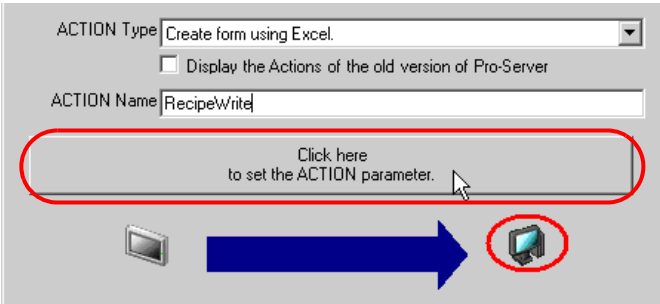 ACTION Type Create form using Excel.
Display the Actions of the old version of Pro-Server
ACTION Name RecipeWrite
Click here
to set the ACTION parameter.